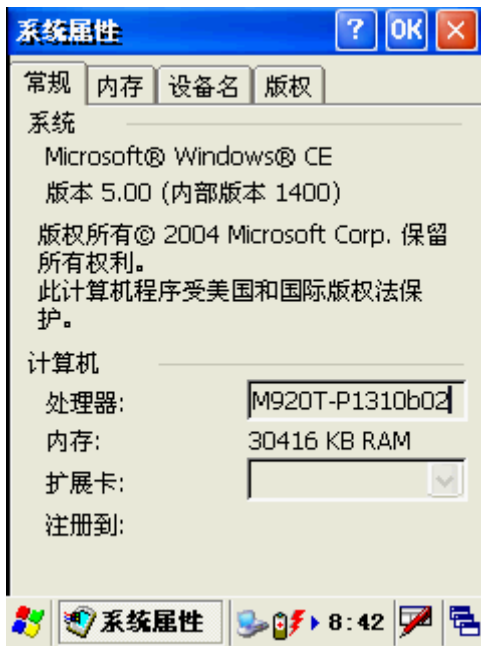 系统属性
? OK ×
常规 内存 设备名 版权
系统
Microsoft® Windows® CE
版本 5.00 (内部版本 1400)
版权所有© 2004 Microsoft Corp. 保留
所有权利。
此计算机程序受美国和国际版权法保
护。
计算机
处理器: M920T-P1310b02
内存: 30416 KB RAM
扩展卡:
注册到:
系统属性 8:42